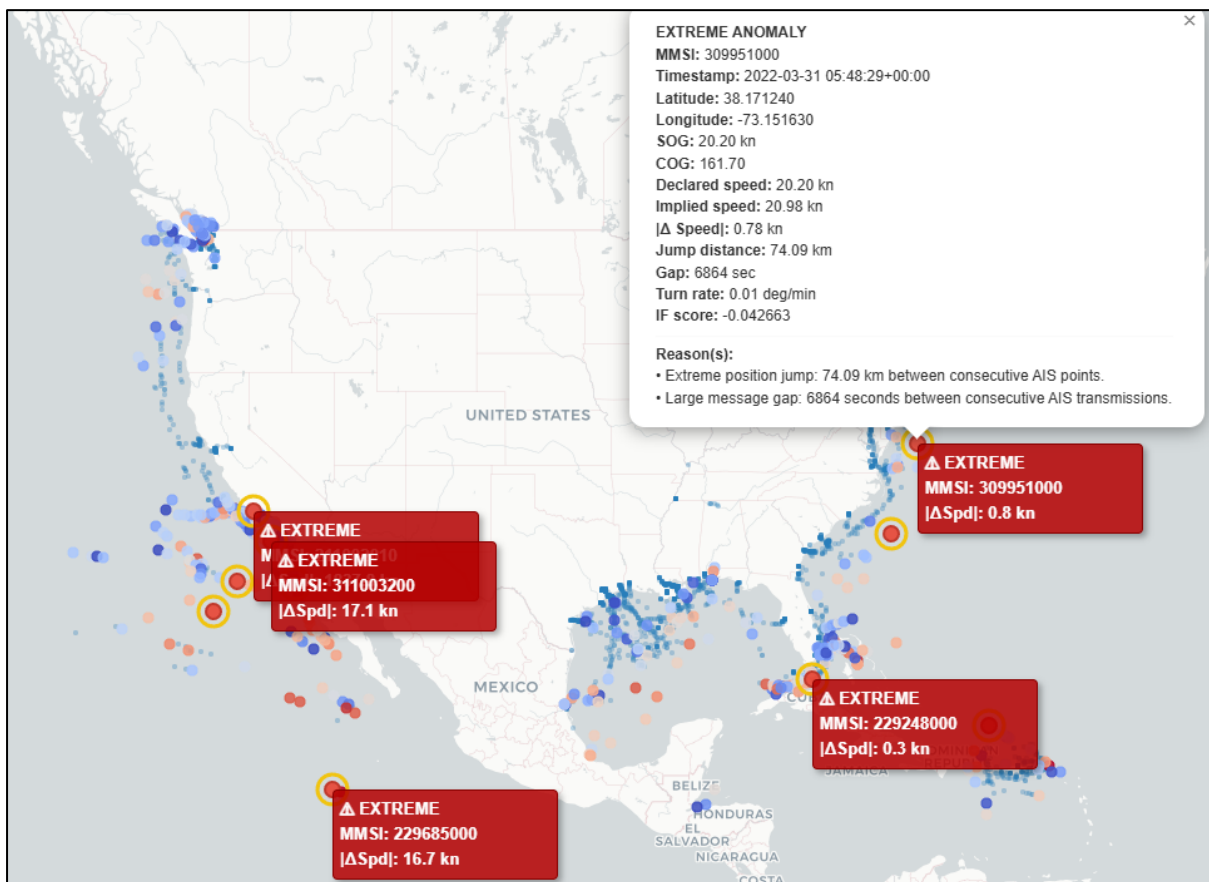 EXTREME ANOMALY
MMSI: 309951000
Timestamp: 2022-03-31 05:48:29+00:00
Latitude: 38.171240
Longitude: -73.151630
SOG: 20.20 kn
COG: 161.70
Declared speed: 20.20 kn
Implied speed: 20.98 kn
|Δ Speed|: 0.78 kn
Jump distance: 74.09 km
Gap: 6864 sec
Turn rate: 0.01 deg/min
IF score: -0.042663
Reason(s):
• Extreme position jump: 74.09 km between consecutive AIS points.
• Large message gap: 6864 seconds between consecutive AIS transmissions.
UNITED STATES
⚠ EXTREME
MMSI: 309951000
|ΔSpd|: 0.8 kn
⚠ EXTREME
⚠ EXTREME
MMSI: 311003200
|ΔSpd|: 17.1 kn
MEXICO
⚠ EXTREME
MMSI: 229248000
|ΔSpd|: 0.3 kn
JAMAICA
⚠ EXTREME
MMSI: 229685000
|ΔSpd|: 16.7 kn
BELIZE
HONDURAS
EL
SALVADOR
NICARAGUA